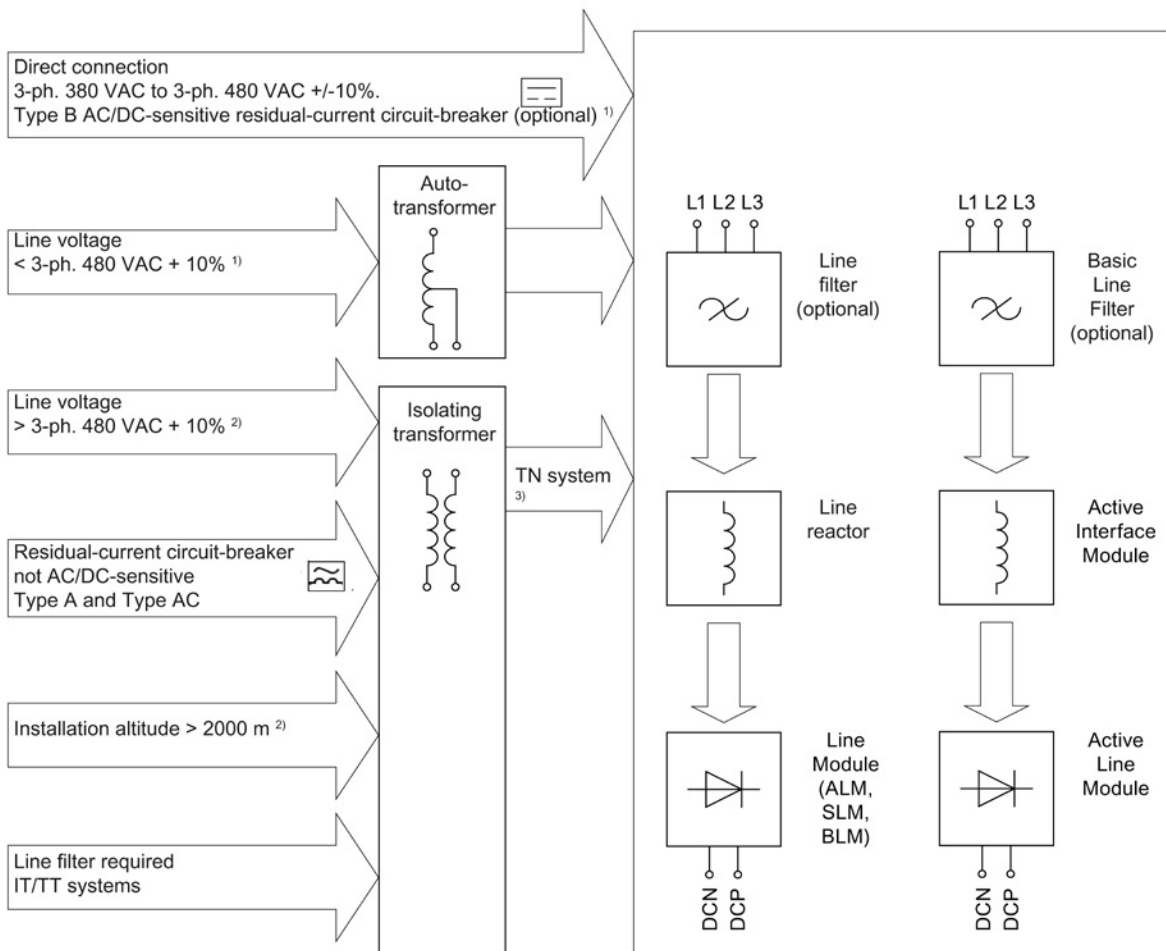 Direct connection
3-ph. 380 VAC to 3-ph. 480 VAC +/-10%.
Type B AC/DC-sensitive residual-current circuit-breaker (optional) 1)
Auto-
transformer
Line voltage
< 3-ph. 480 VAC + 10% 1)
Line voltage
> 3-ph. 480 VAC + 10% 2)
Isolating
transformer
TN system
3)
Residual-current circuit-breaker
not AC/DC-sensitive
Type A and Type AC
Installation altitude > 2000 m 2)
Line filter required
IT/TT systems
L1 L2 L3
Line
filter
(optional)
Line
reactor
Line
Module
(ALM,
SLM,
BLM)
DCN
DCP
L1 L2 L3
Basic
Line
Filter
(optional)
Active
Interface
Module
Active
Line
Module
DCN
DCP